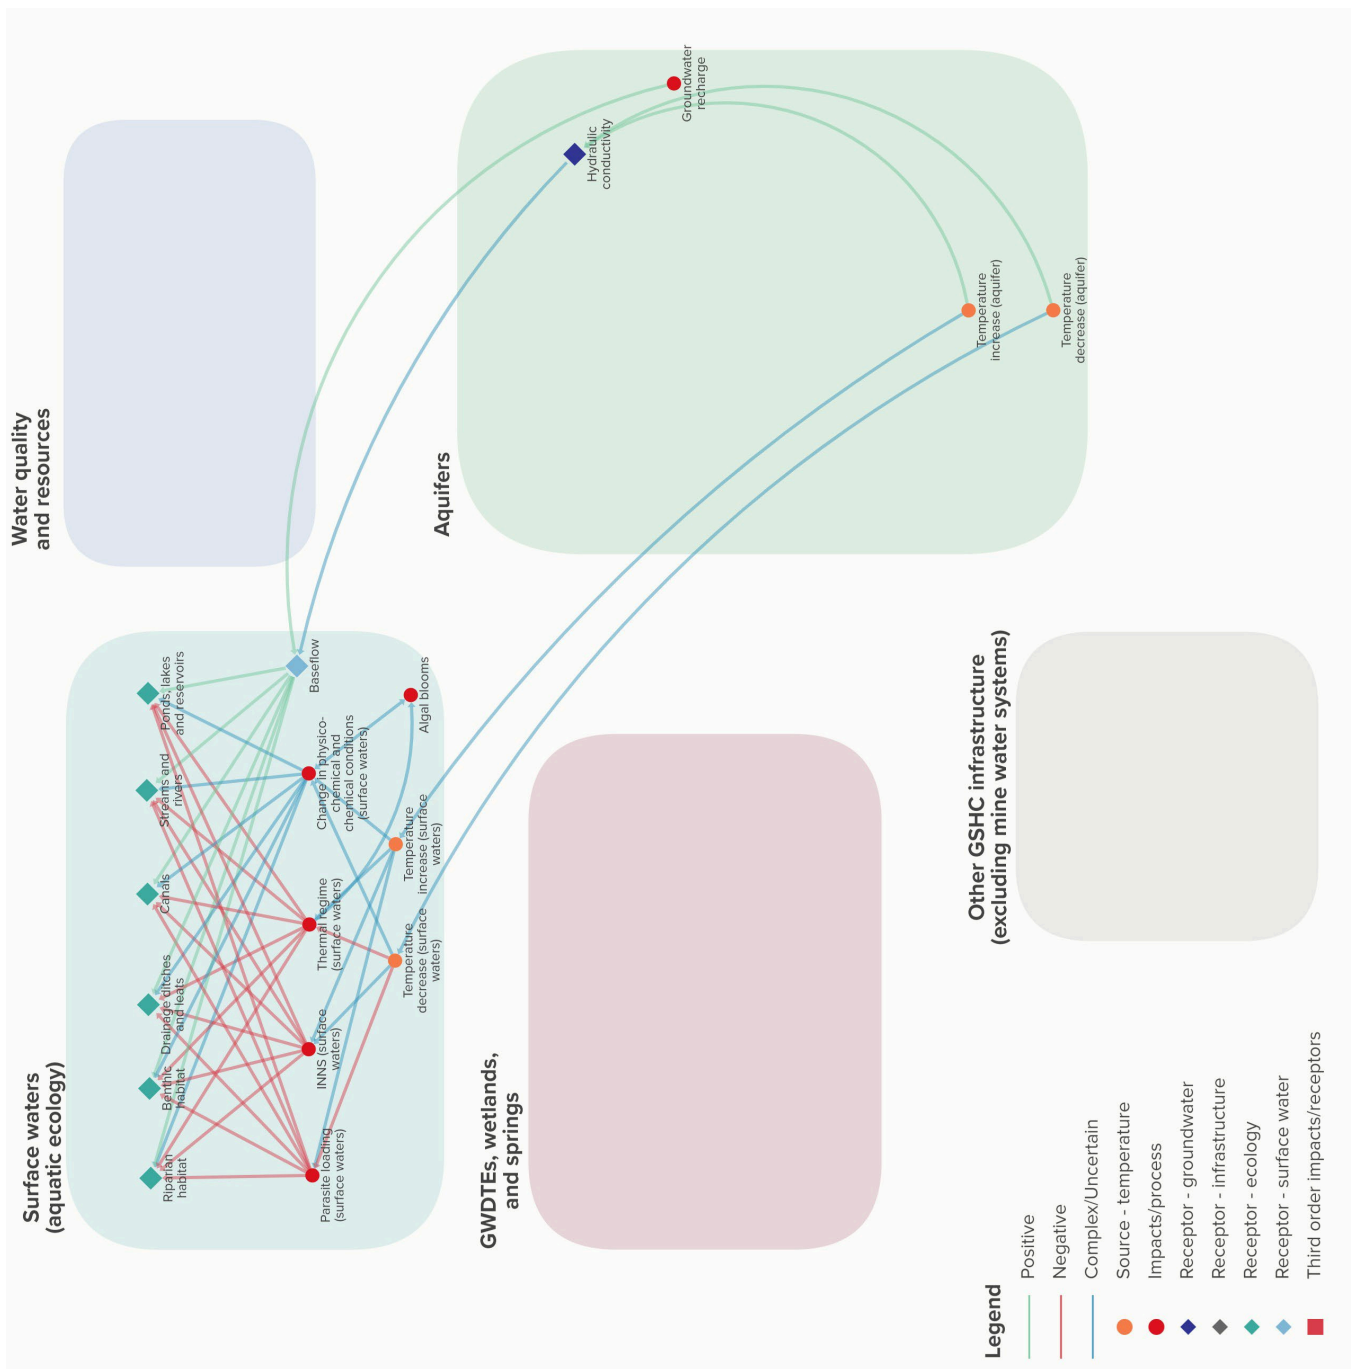 Surface waters
(aquatic ecology)
Riparian
habitat
Benthic
habitat
Drainage ditches
and leats
Canals
Streams and
rivers
Ponds, lakes
and reservoirs
Parasite loading
(surface waters)
INNS (surface
waters)
Thermal regime
(surface waters)
Change in physico-
chemical and
chemical conditions
(surface waters)
Baseflow
Temperature
decrease (surface
waters)
Temperature
increase (surface
waters)
Algal blooms
Water quality
and resources
Aquifers
Hydraulic
conductivity
Groundwater
recharge
Temperature
increase (aquifer)
Temperature
decrease (aquifer)
GWDTEs, wetlands,
and springs
Other GSHC infrastructure
(excluding mine water systems)
Legend
Positive
Negative
Complex/Uncertain
Source - temperature
Impacts/process
Receptor - groundwater
Receptor - infrastructure
Receptor - ecology
Receptor - surface water
Third order impacts/receptors